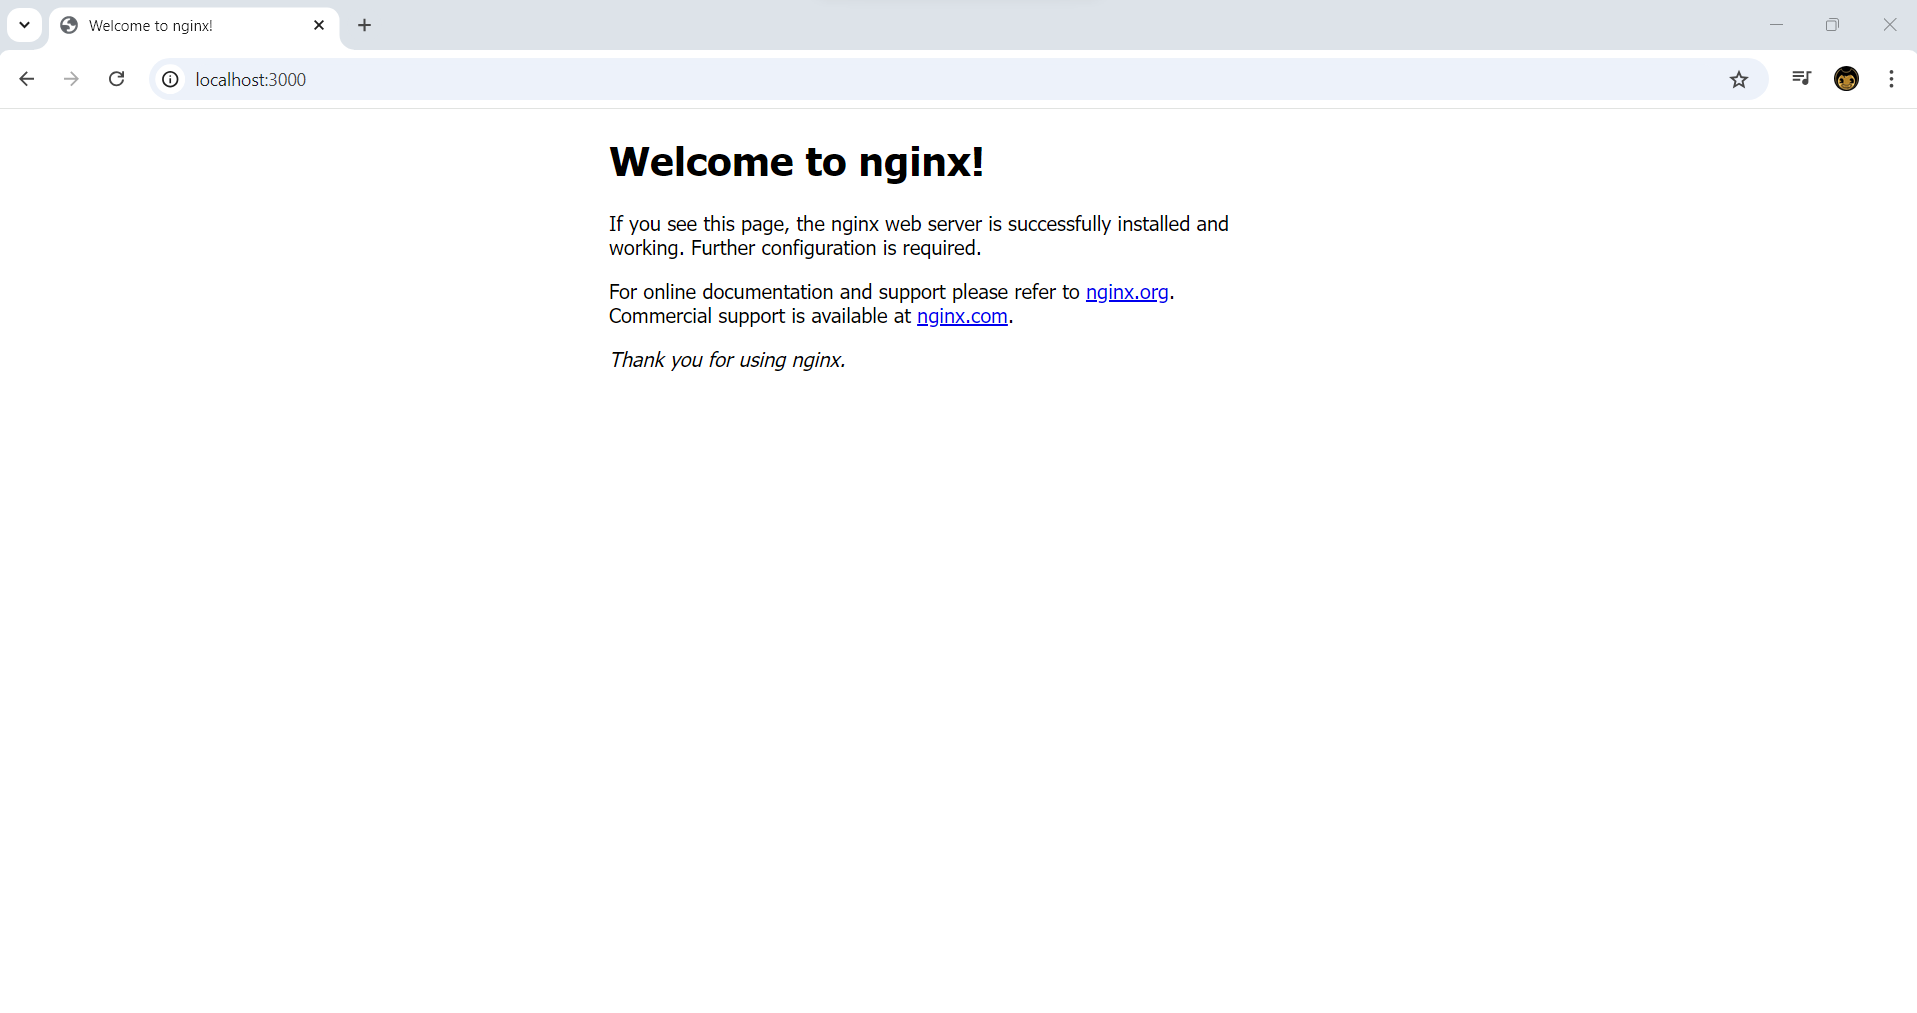 Welcome to nginx!
localhost:3000
Welcome to nginx!
If you see this page, the nginx web server is successfully installed and
working. Further configuration is required.
For online documentation and support please refer to nginx.org.
Commercial support is available at nginx.com.
Thank you for using nginx.